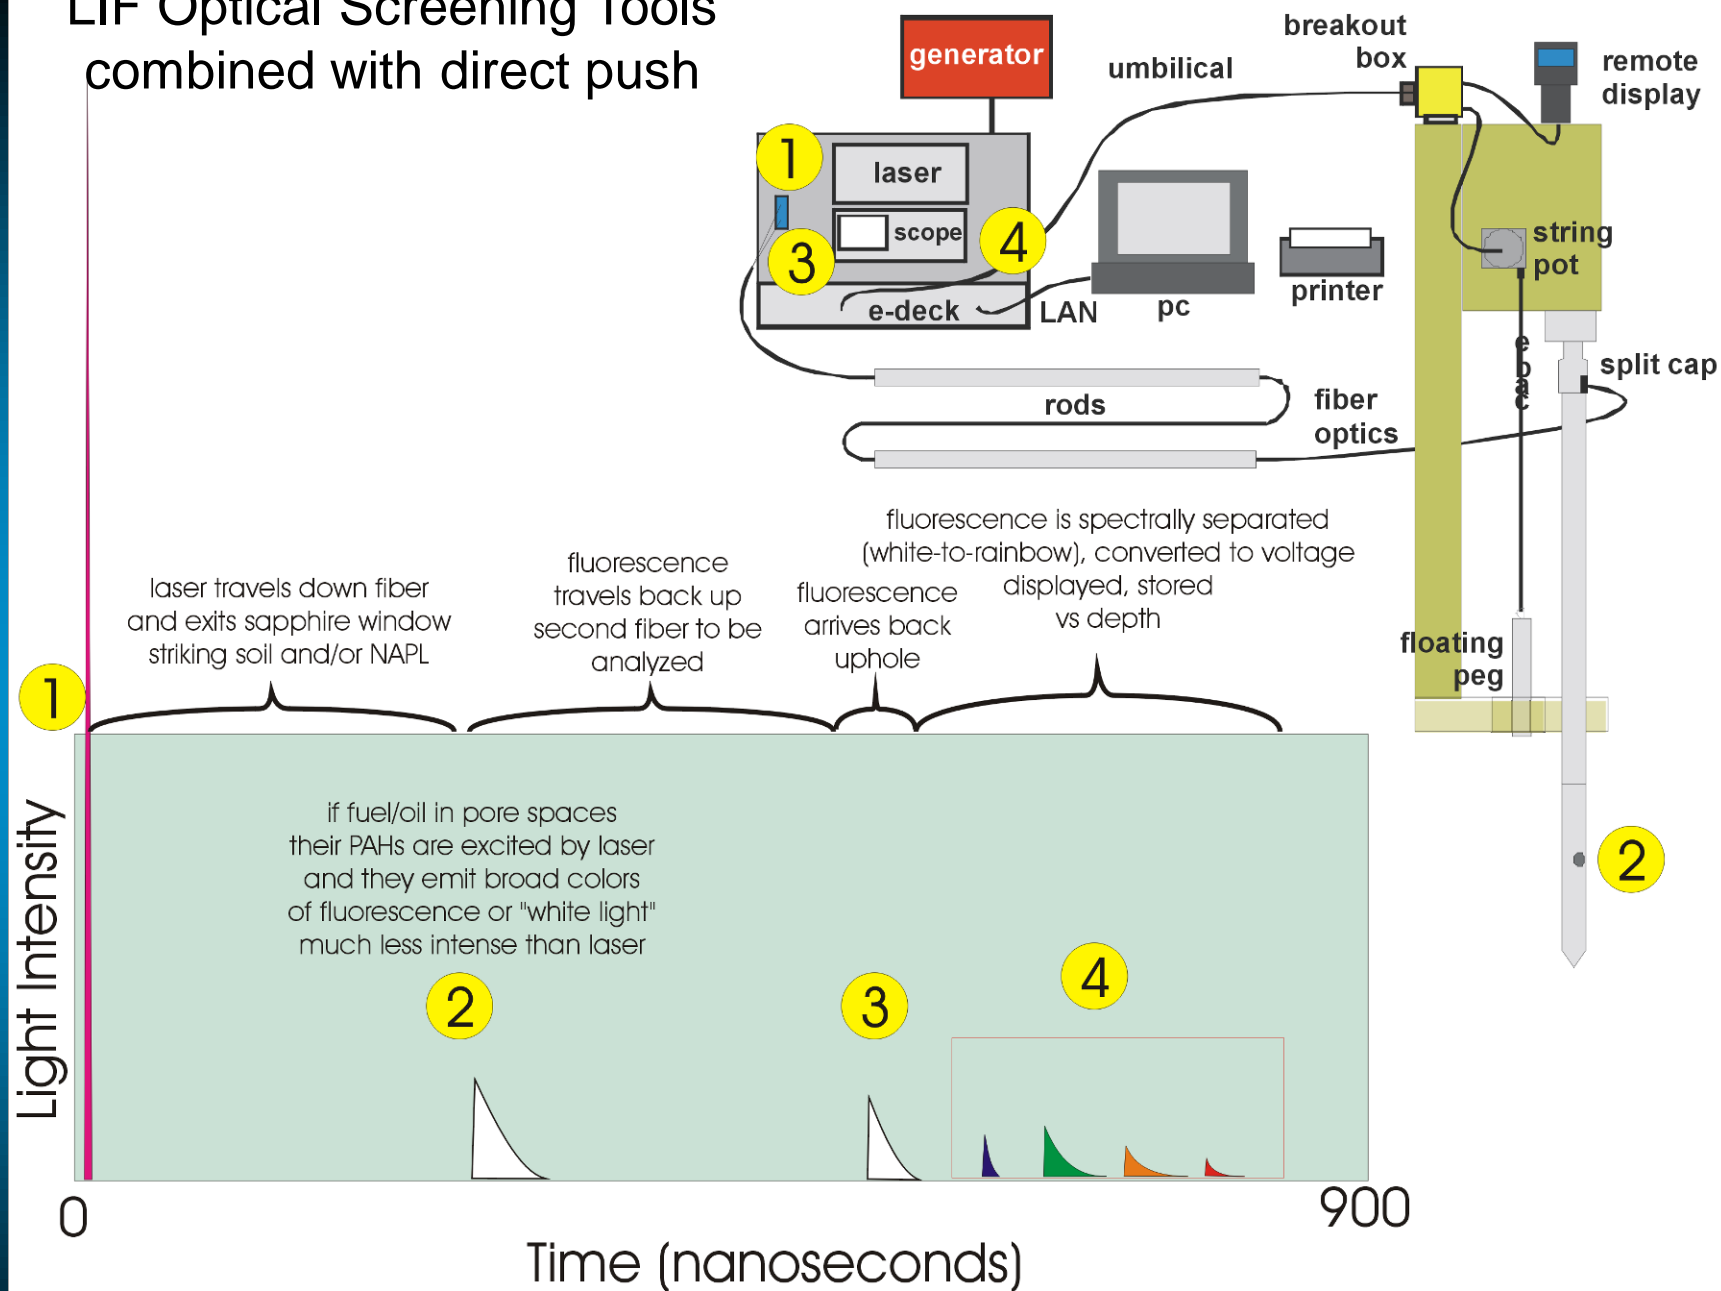 LIF Optical Screening Tools
combined with direct push
generator
umbilical
breakout
box
remote
display
1
laser
scope
3
4
e-deck
LAN
pc
printer
string
pot
split cap
rods
fiber
optics
floating
peg
2
fluorescence is spectrally separated
(white-to-rainbow), converted to voltage
displayed, stored
vs depth
fluorescence
travels back up
second fiber to be
analyzed
fluorescence
arrives back
uphole
laser travels down fiber
and exits sapphire window
striking soil and/or NAPL
1
if fuel/oil in pore spaces
their PAHs are excited by laser
and they emit broad colors
of fluorescence or "white light"
much less intense than laser
2
3
4
Light Intensity
0
900
Time (nanoseconds)